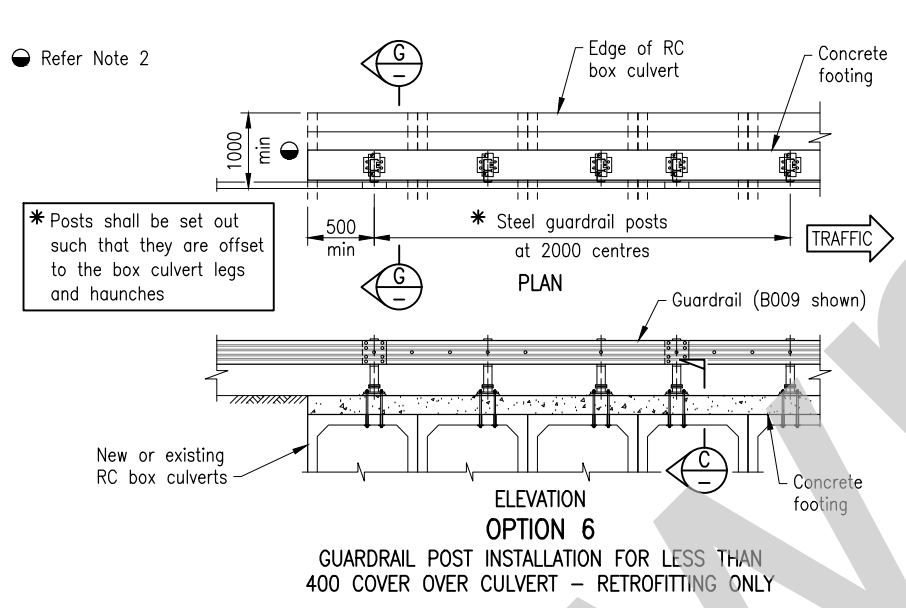 Refer Note 2
G
–
Edge of RC
box culvert
Concrete
footing
1000
min
* Posts shall be set out
such that they are offset
to the box culvert legs
and haunches
500
min
* Steel guardrail posts
at 2000 centres
TRAFFIC
G
–
PLAN
Guardrail (B009 shown)
New or existing
RC box culverts
C
–
Concrete
footing
ELEVATION
OPTION 6
GUARDRAIL POST INSTALLATION FOR LESS THAN
400 COVER OVER CULVERT – RETROFITTING ONLY